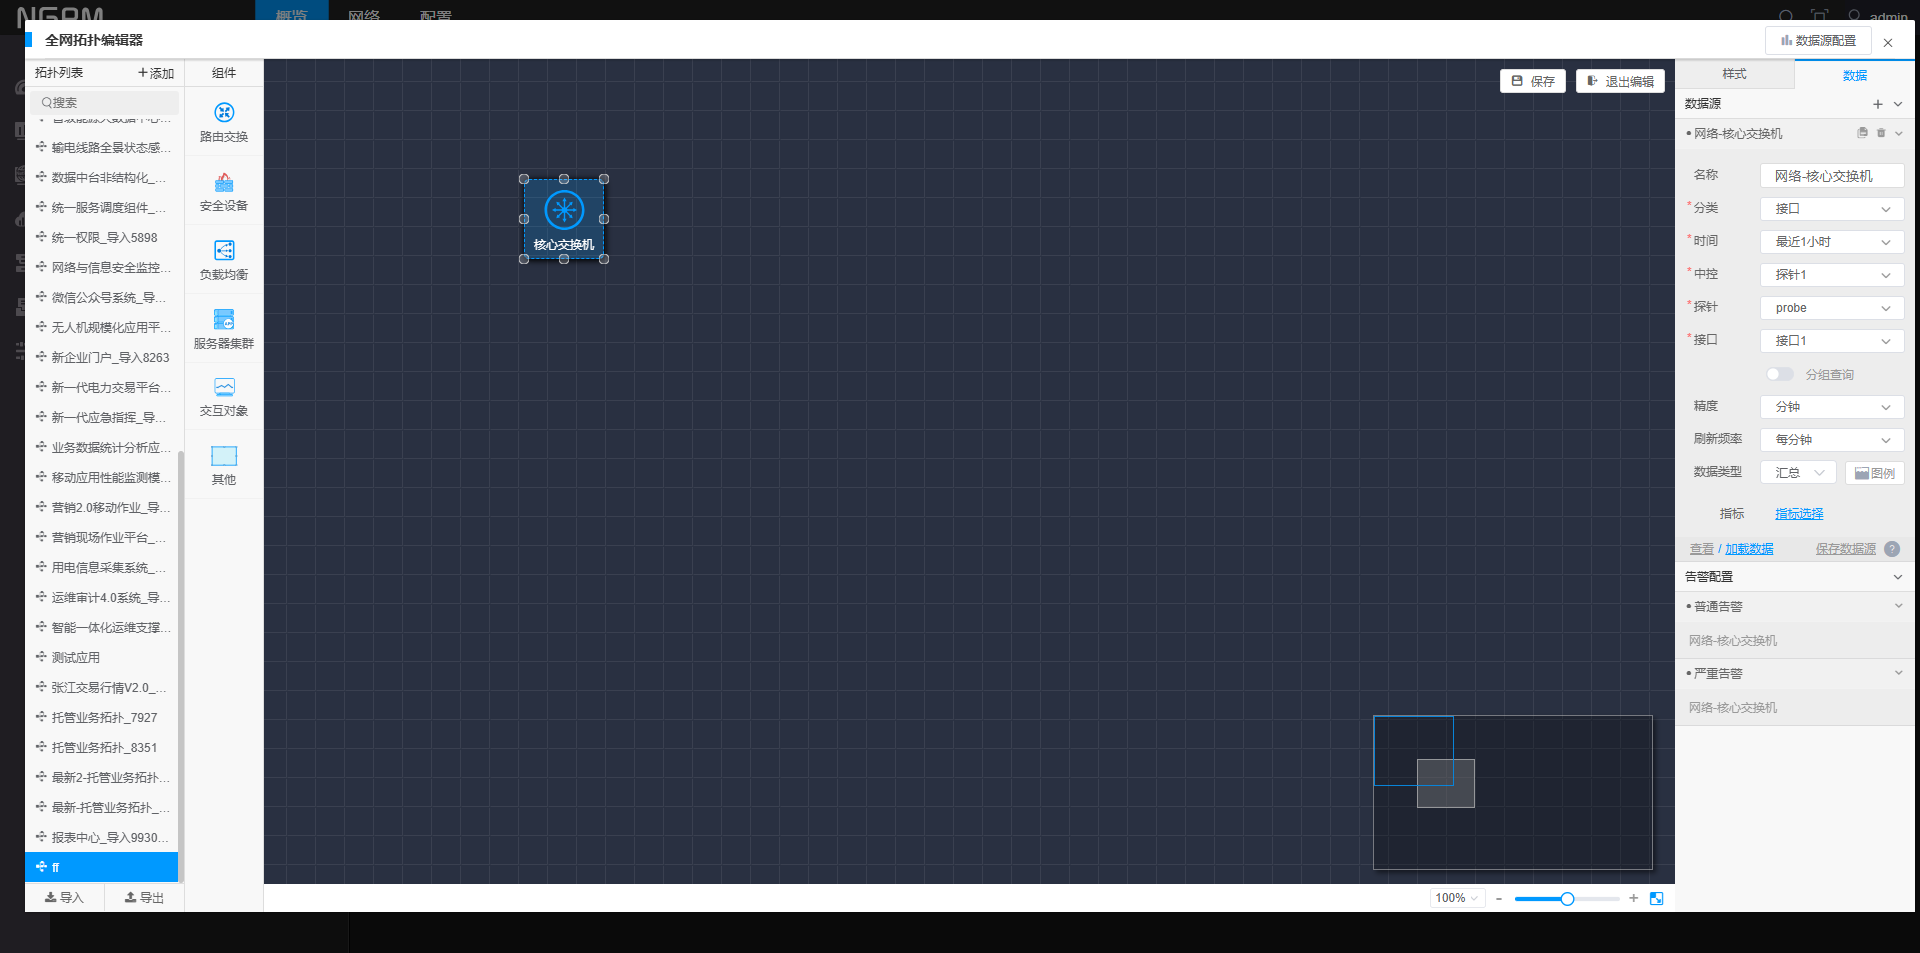 NGPM
概览
网络
配置
admin
全网拓扑编辑器
数据源配置
拓扑列表
添加
搜索
输电线路全景状态感...
数据中台非结构化_...
统一服务调度组件_...
统一权限_导入5898
网络与信息安全监控...
微信公众号系统_导...
无人机规模化应用平...
新企业门户_导入8263
新一代电力交易平台...
新一代应急指挥_导...
业务数据统计分析应...
移动应用性能监测模...
营销2.0移动作业_导...
营销现场作业平台_...
用电信息采集系统_...
运维审计4.0系统_导...
智能一体化运维支撑...
测试应用
张江交易行情V2.0_...
托管业务拓扑_7927
托管业务拓扑_8351
最新2-托管业务拓扑...
最新-托管业务拓扑_...
报表中心_导入9930...
ff
导入
导出
组件
路由交换
安全设备
负载均衡
服务器集群
交互对象
其他
保存
退出编辑
核心交换机
100%
样式
数据
数据源
网络-核心交换机
名称 网络-核心交换机
*分类 接口
*时间 最近1小时
*中控 探针1
*探针 probe
*接口 接口1
分组查询
精度 分钟
刷新频率 每分钟
数据类型 汇总 图例
指标 指标选择
查看 / 加载数据 保存数据源 ?
告警配置
普通告警
网络-核心交换机
严重告警
网络-核心交换机